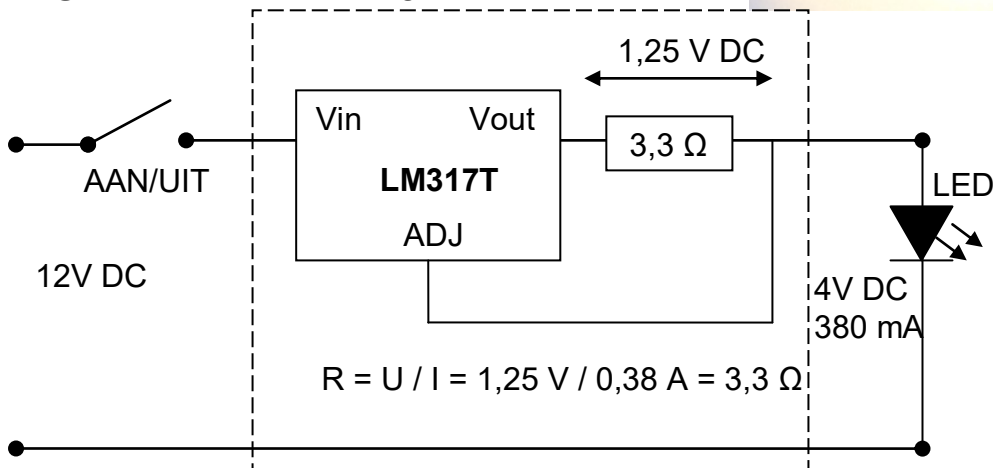 1,25 V DC
Vin
Vout
3,3 Ω
AAN/UIT
LM317T
LED
ADJ
12V DC
4V DC
380 mA
R = U / I = 1,25 V / 0,38 A = 3,3 Ω